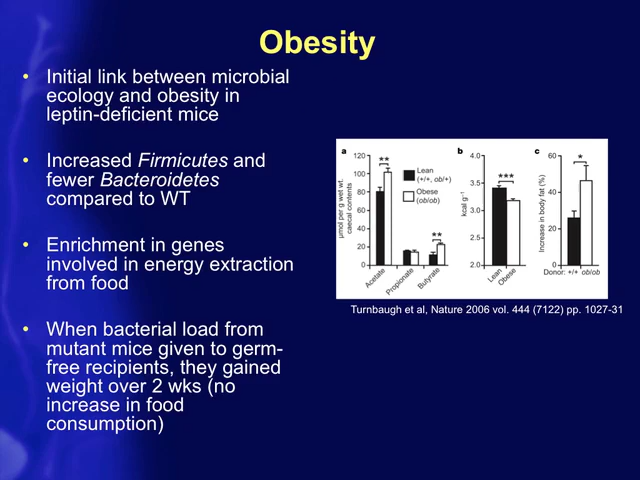 Obesity
• Initial link between microbial
ecology and obesity in
leptin-deficient mice
• Increased Firmicutes and
fewer Bacteroidetes
compared to WT
• Enrichment in genes
involved in energy extraction
from food
• When bacterial load from
mutant mice given to germ-
free recipients, they gained
weight over 2 wks (no
increase in food
consumption)
a
µmol per g wet wt.
caecal contents
120
100
80
60
40
20
0
**
**
Lean
(+/+, ob/+)
Obese
(ob/ob)
Acetate
Propionate
Butyrate
b
kcal g⁻¹
4.0
3.5
3.0
2.5
2.0
***
Lean
Obese
c
Increase in body fat (%)
60
40
20
0
*
Donor: +/+ ob/ob
Turnbaugh et al, Nature 2006 vol. 444 (7122) pp. 1027-31